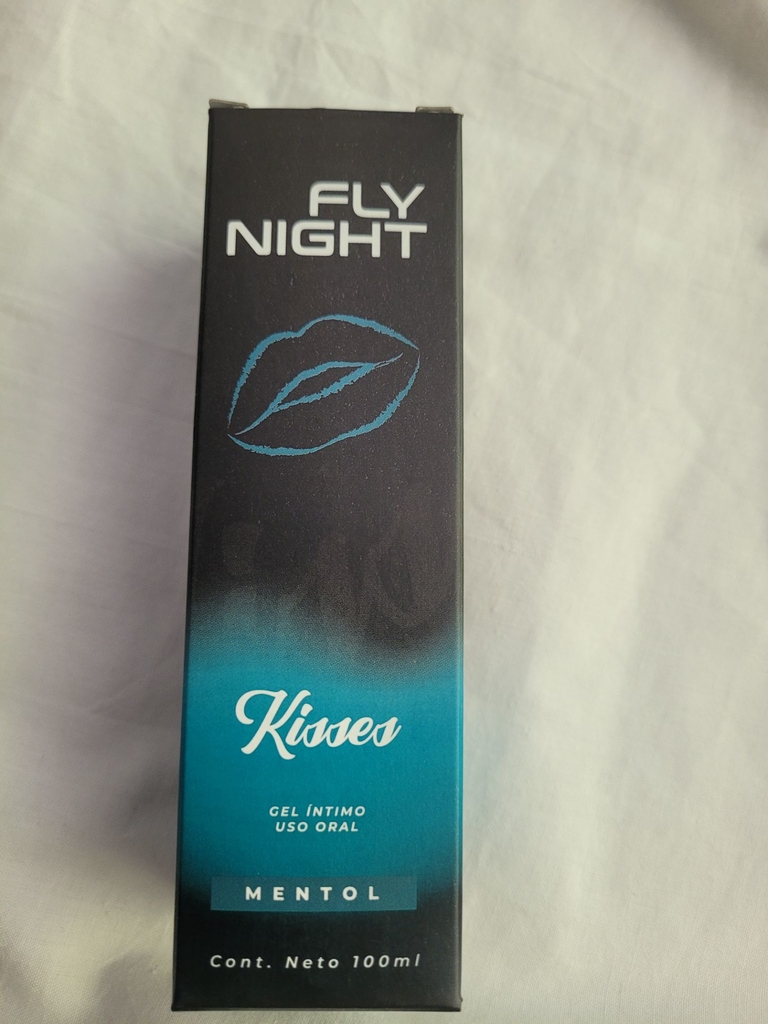 FLY
NIGHT
Kisses
GEL ÍNTIMO
USO ORAL
MENTOL
Cont. Neto 100ml